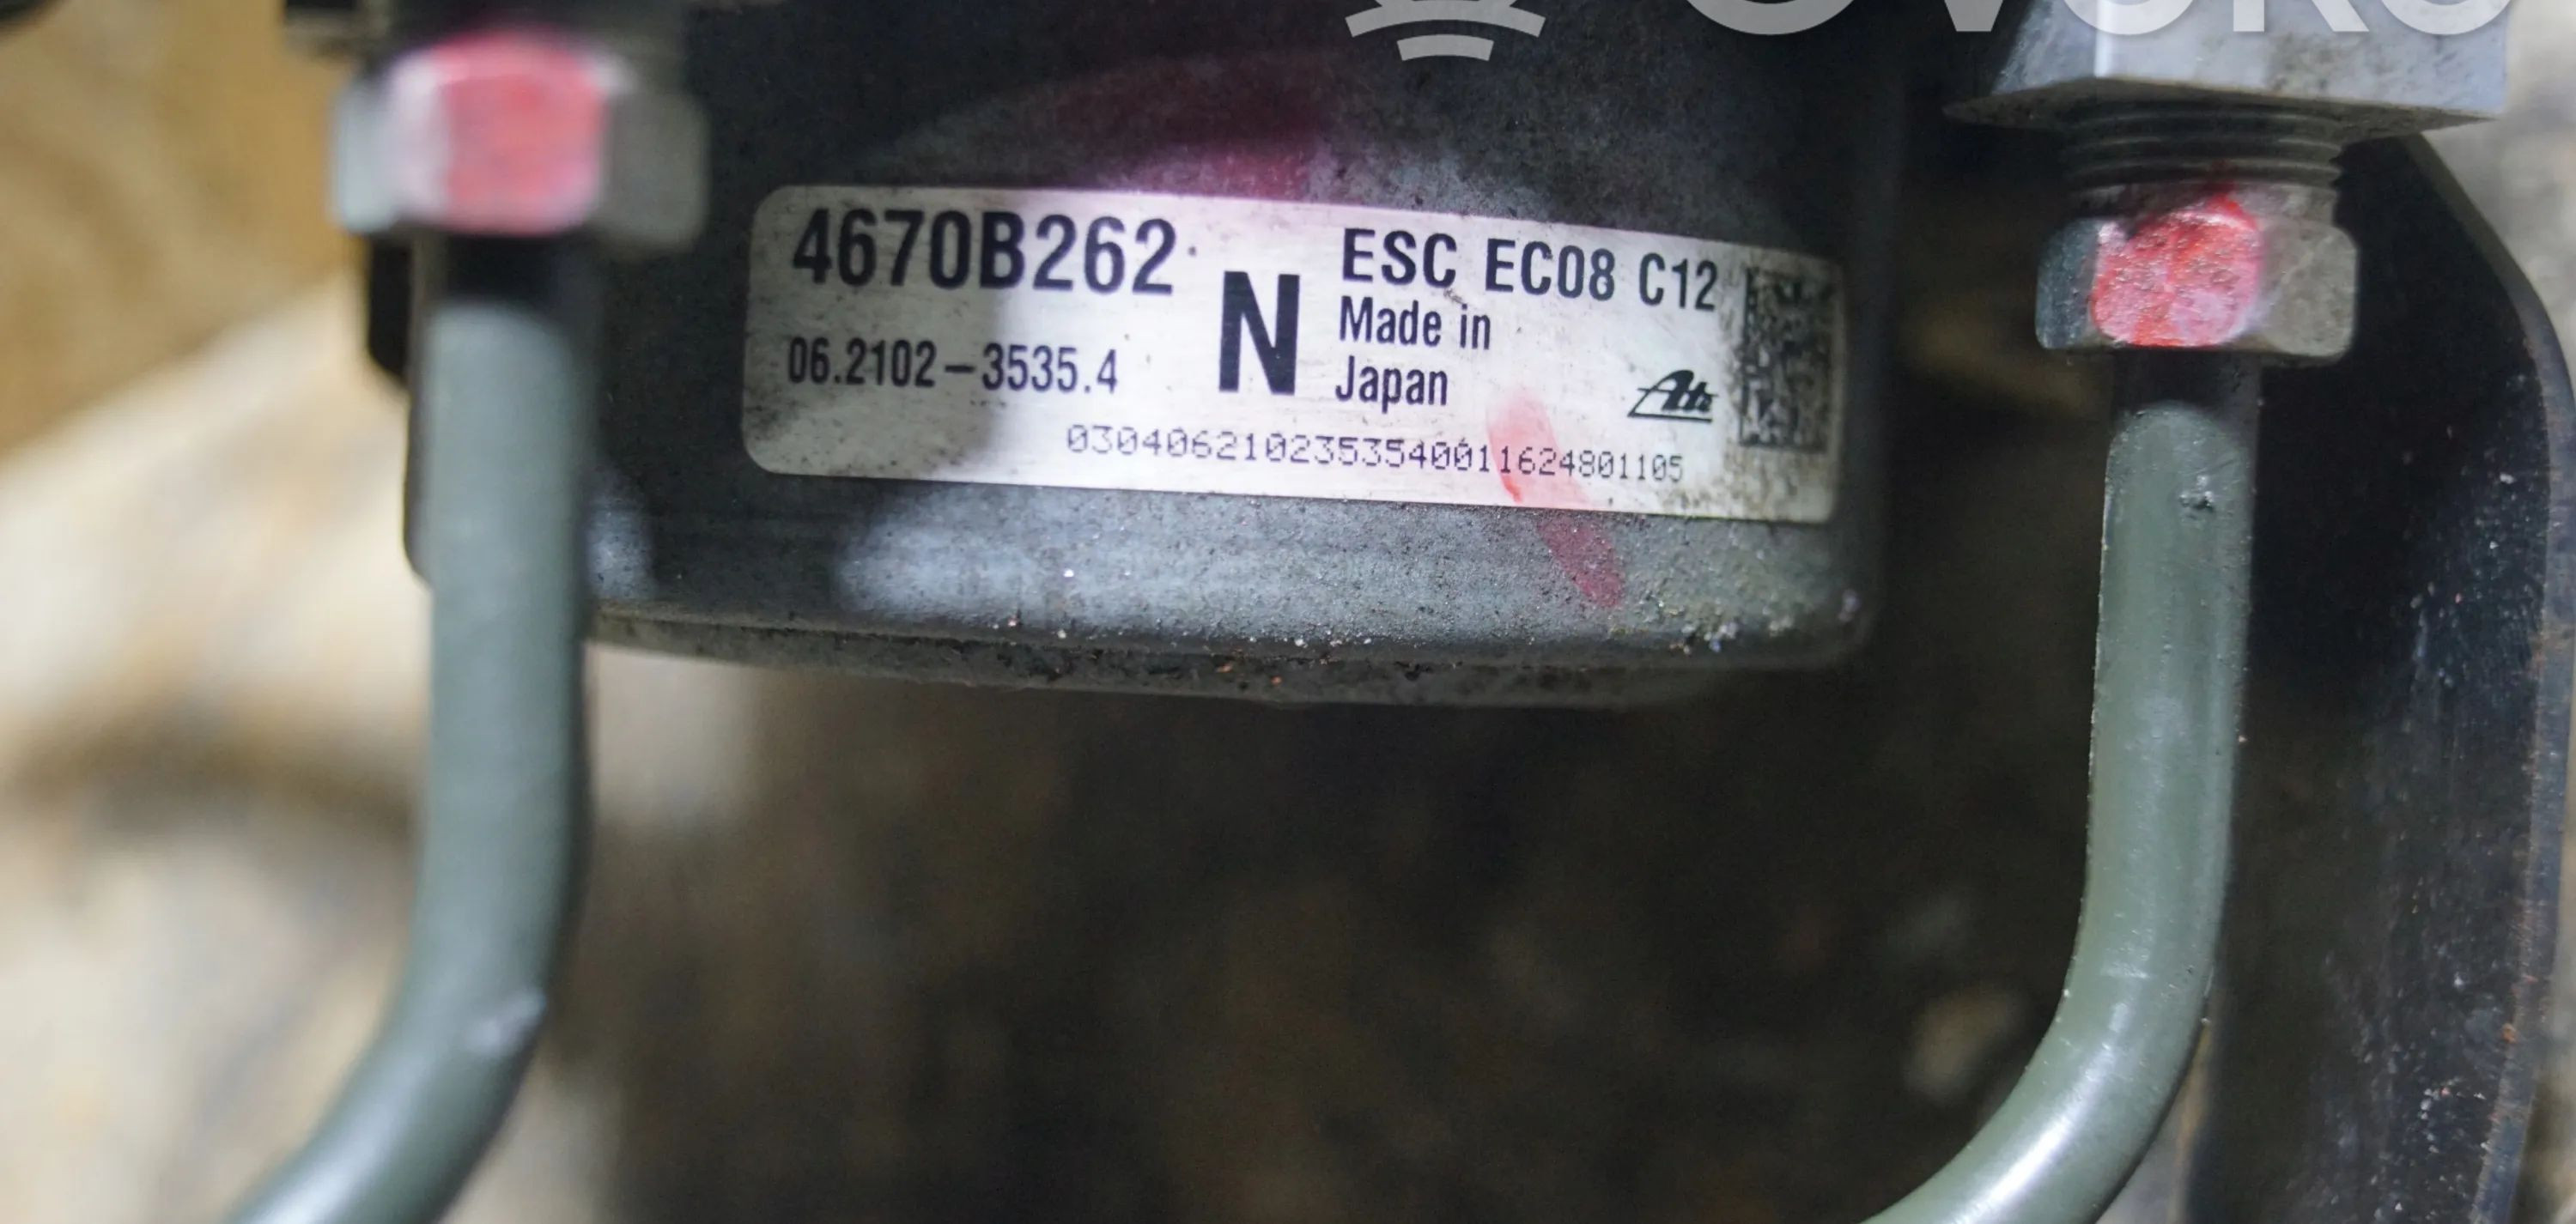 4670B262
06.2102-3535.4
N
ESC EC08 C12
Made in
Japan
Ate
0304062102353540011624801105